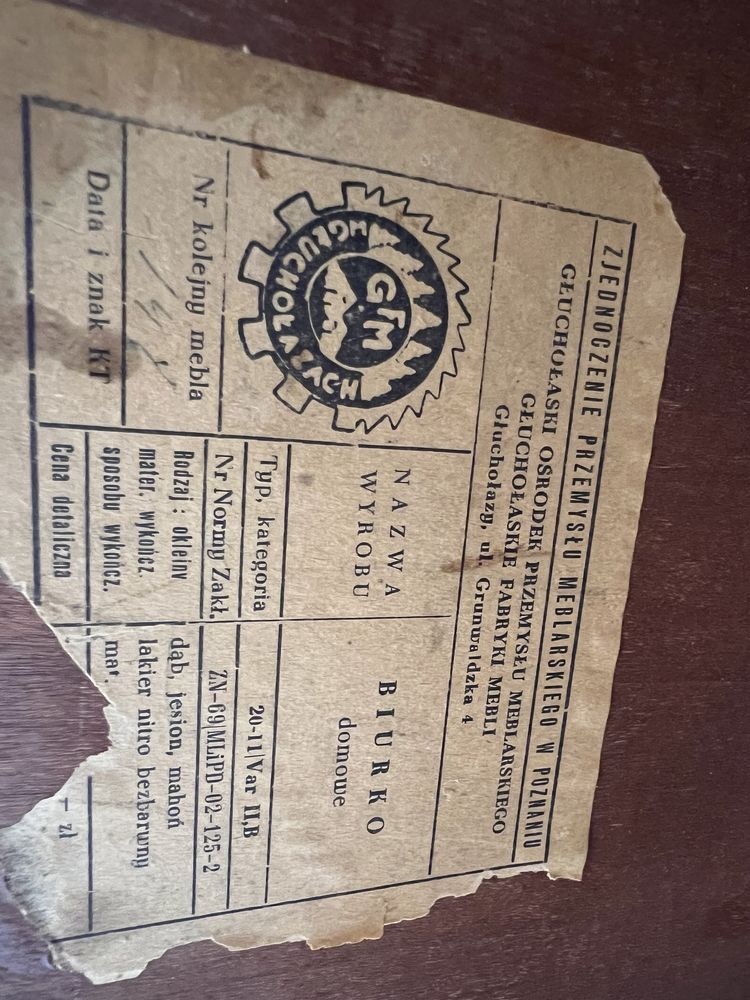 ZJEDNOCZENIE PRZEMYSŁU MEBLARSKIEGO W POZNANIU
GŁUCHOŁASKI OSRODEK PRZEMYSŁU MEBLARSKIEGO
GŁUCHOŁASKIE FABRYKI MEBLI
Głuchołazy, ul. Grunwaldzka 4
GFM
W GŁUCHOŁAZACH
NAZWA
WYROBU
BIURKO
domowe
Typ, kategoria
20-11|Var II,B
Nr kolejny mebla
Nr Normy Zakł.
ZN-69|MLiPD-02-125-2
Rodzaj: okleiny
dąb, jesion, mahoń
mater. wykończ.
lakier nitro bezbarwny
sposobu wykończ.
mat.
Data i znak KT
Cena detaliczna
– zł